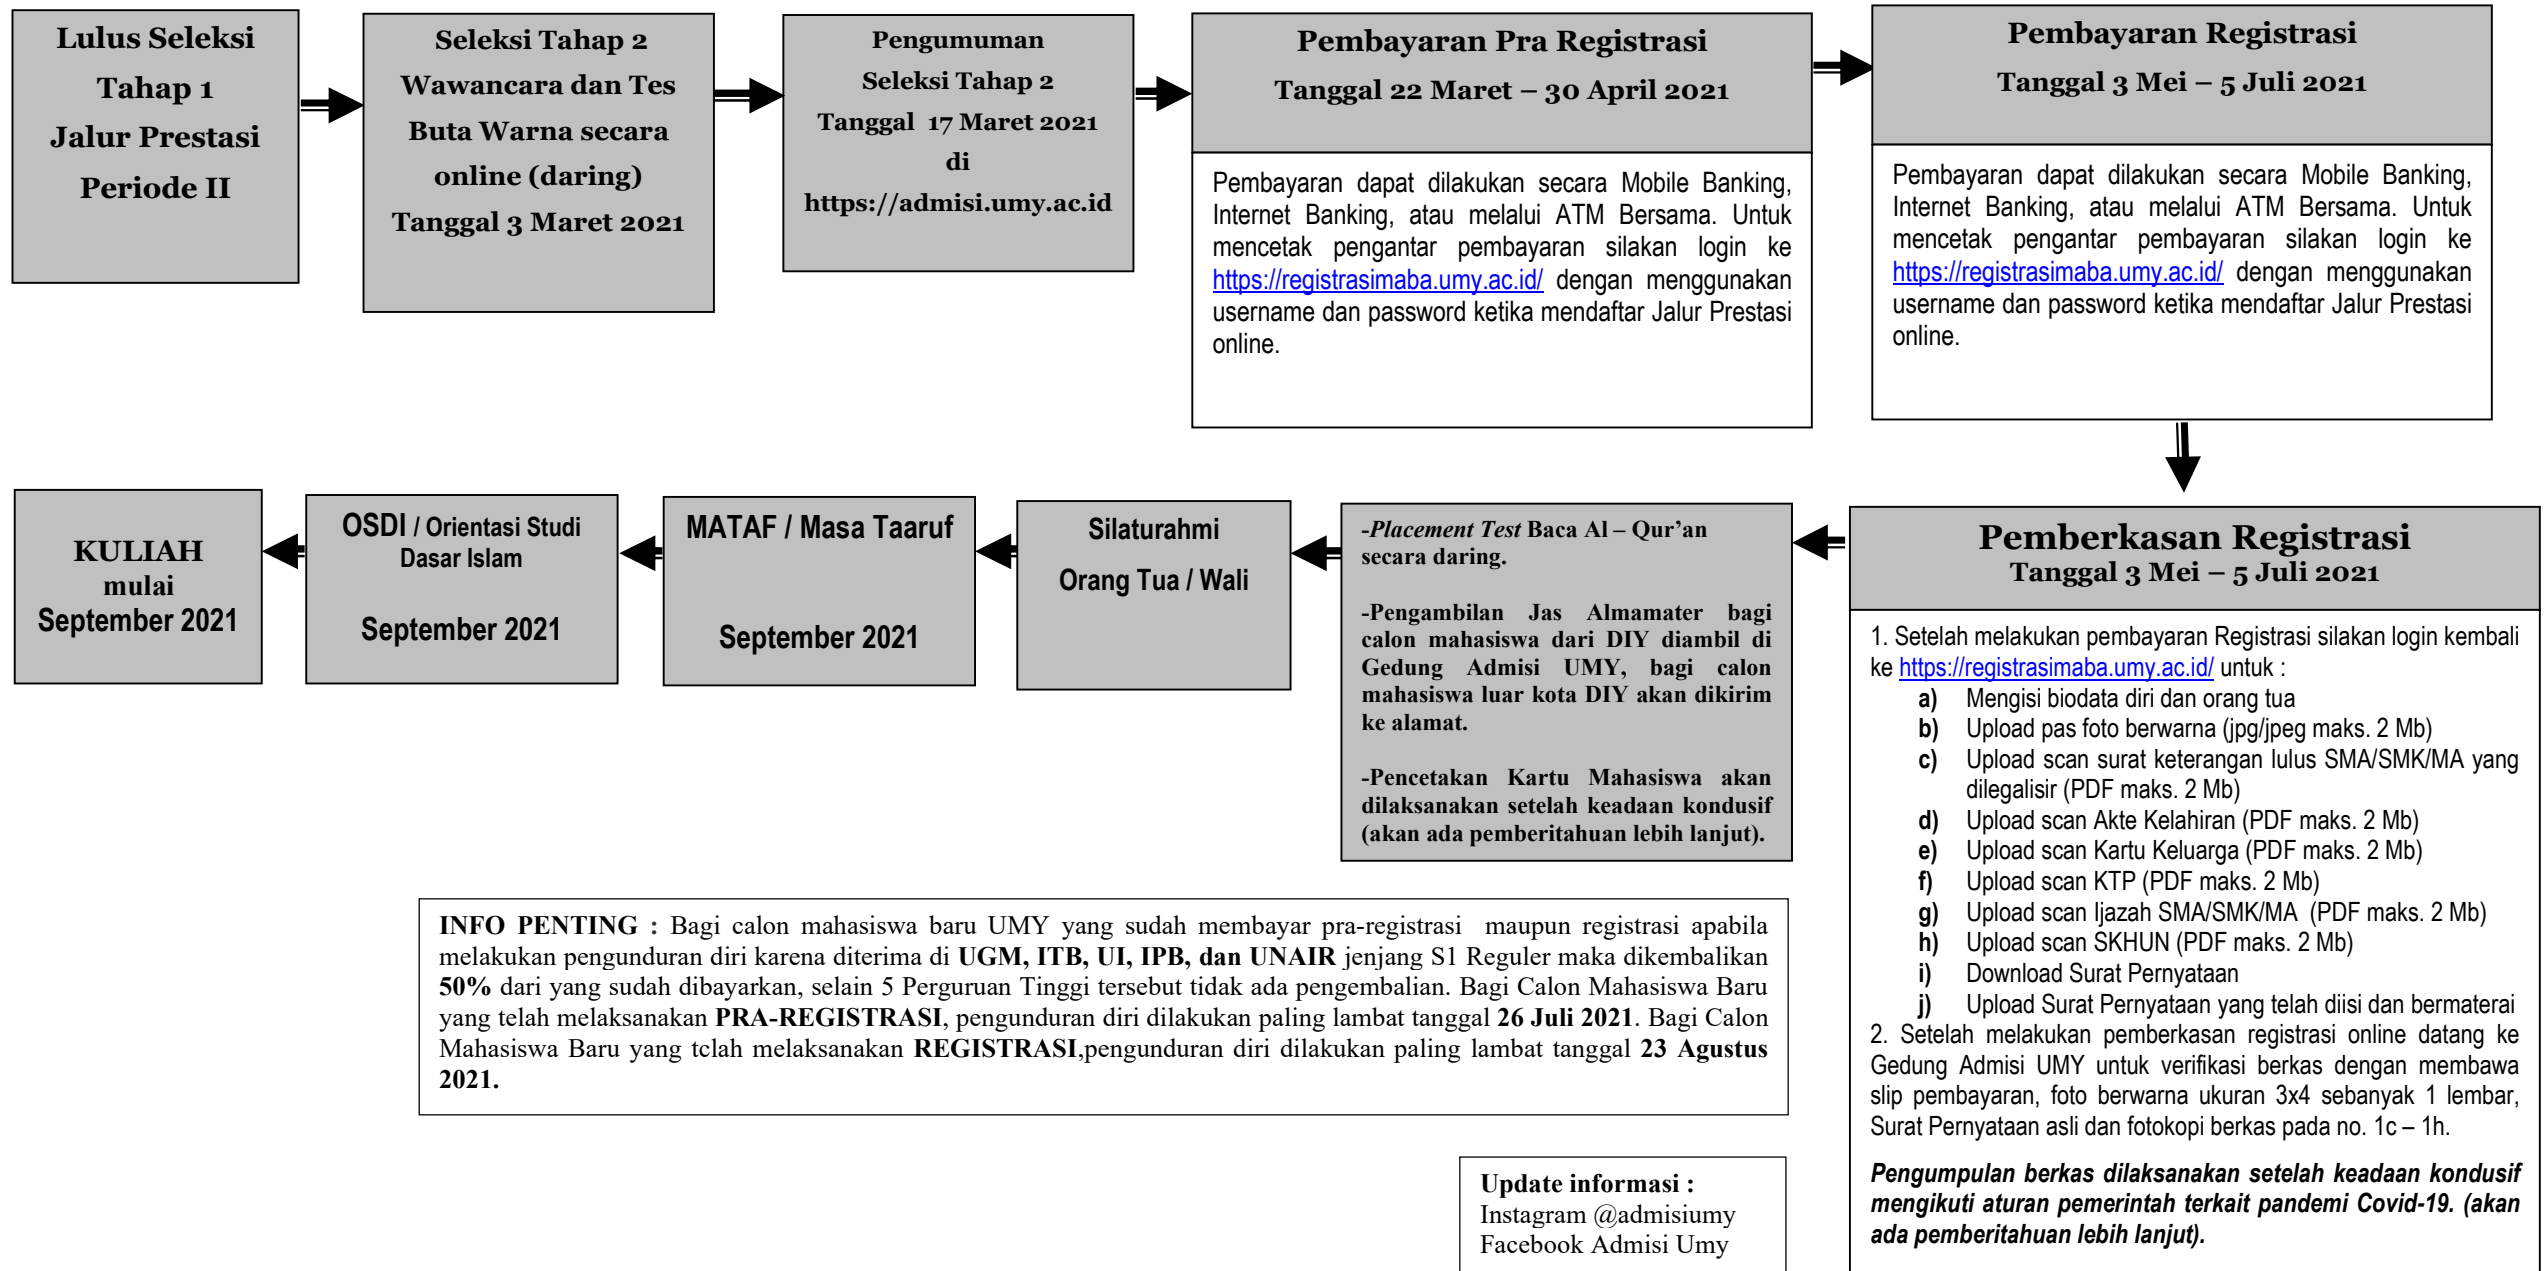 Lulus Seleksi
Tahap 1
Jalur Prestasi
Periode II
Seleksi Tahap 2
Wawancara dan Tes
Buta Warna secara
online (daring)
Tanggal 3 Maret 2021
Pengumuman
Seleksi Tahap 2
Tanggal 17 Maret 2021
di
https://admisi.umy.ac.id
Pembayaran Pra Registrasi
Tanggal 22 Maret – 30 April 2021
Pembayaran dapat dilakukan secara Mobile Banking,
Internet Banking, atau melalui ATM Bersama. Untuk
mencetak pengantar pembayaran silakan login ke
https://registrasimaba.umy.ac.id/ dengan menggunakan
username dan password ketika mendaftar Jalur Prestasi
online.
Pembayaran Registrasi
Tanggal 3 Mei – 5 Juli 2021
Pembayaran dapat dilakukan secara Mobile Banking,
Internet Banking, atau melalui ATM Bersama. Untuk
mencetak pengantar pembayaran silakan login ke
https://registrasimaba.umy.ac.id/ dengan menggunakan
username dan password ketika mendaftar Jalur Prestasi
online.
Pemberkasan Registrasi
Tanggal 3 Mei – 5 Juli 2021
1. Setelah melakukan pembayaran Registrasi silakan login kembali
ke https://registrasimaba.umy.ac.id/ untuk :
a) Mengisi biodata diri dan orang tua
b) Upload pas foto berwarna (jpg/jpeg maks. 2 Mb)
c) Upload scan surat keterangan lulus SMA/SMK/MA yang
dilegalisir (PDF maks. 2 Mb)
d) Upload scan Akte Kelahiran (PDF maks. 2 Mb)
e) Upload scan Kartu Keluarga (PDF maks. 2 Mb)
f) Upload scan KTP (PDF maks. 2 Mb)
g) Upload scan Ijazah SMA/SMK/MA (PDF maks. 2 Mb)
h) Upload scan SKHUN (PDF maks. 2 Mb)
i) Download Surat Pernyataan
j) Upload Surat Pernyataan yang telah diisi dan bermaterai
2. Setelah melakukan pemberkasan registrasi online datang ke
Gedung Admisi UMY untuk verifikasi berkas dengan membawa
slip pembayaran, foto berwarna ukuran 3x4 sebanyak 1 lembar,
Surat Pernyataan asli dan fotokopi berkas pada no. 1c – 1h.
Pengumpulan berkas dilaksanakan setelah keadaan kondusif
mengikuti aturan pemerintah terkait pandemi Covid-19. (akan
ada pemberitahuan lebih lanjut).
-Placement Test Baca Al – Qur’an
secara daring.
-Pengambilan Jas Almamater bagi
calon mahasiswa dari DIY diambil di
Gedung Admisi UMY, bagi calon
mahasiswa luar kota DIY akan dikirim
ke alamat.
-Pencetakan Kartu Mahasiswa akan
dilaksanakan setelah keadaan kondusif
(akan ada pemberitahuan lebih lanjut).
Silaturahmi
Orang Tua / Wali
MATAF / Masa Taaruf
September 2021
OSDI / Orientasi Studi
Dasar Islam
September 2021
KULIAH
mulai
September 2021
INFO PENTING : Bagi calon mahasiswa baru UMY yang sudah membayar pra-registrasi maupun registrasi apabila
melakukan pengunduran diri karena diterima di UGM, ITB, UI, IPB, dan UNAIR jenjang S1 Reguler maka dikembalikan
50% dari yang sudah dibayarkan, selain 5 Perguruan Tinggi tersebut tidak ada pengembalian. Bagi Calon Mahasiswa Baru
yang telah melaksanakan PRA-REGISTRASI, pengunduran diri dilakukan paling lambat tanggal 26 Juli 2021. Bagi Calon
Mahasiswa Baru yang tclah melaksanakan REGISTRASI,pengunduran diri dilakukan paling lambat tanggal 23 Agustus
2021.
Update informasi :
Instagram @admisiumy
Facebook Admisi Umy